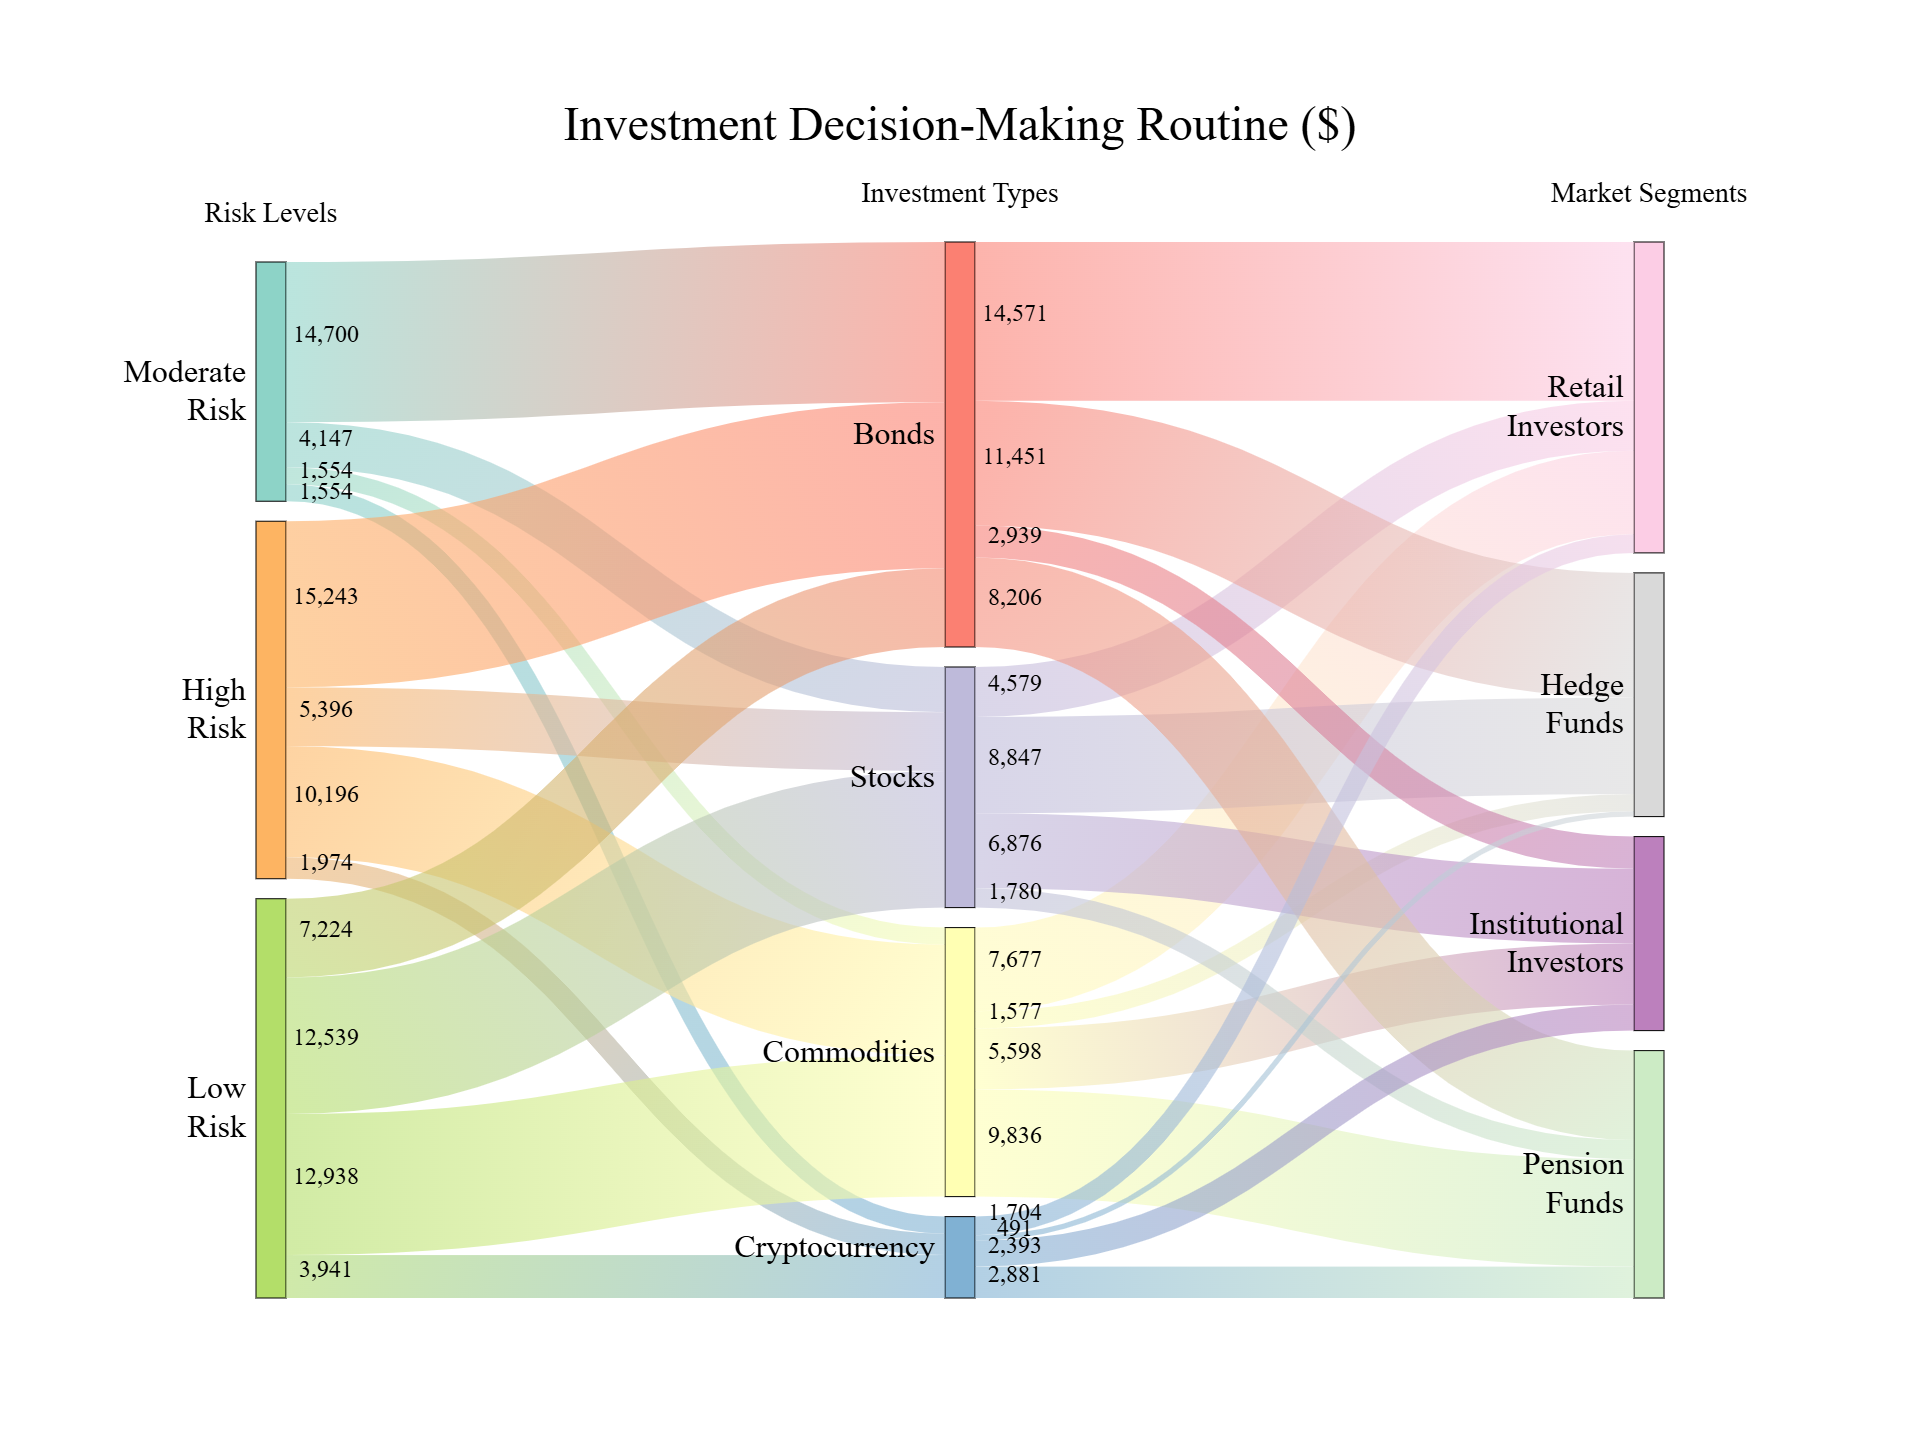 Investment Decision-Making Routine ($)
Risk Levels
Investment Types
Market Segments
Moderate
Risk
High
Risk
Low
Risk
14,700
4,147
1,554
1,554
15,243
5,396
10,196
1,974
7,224
12,539
12,938
3,941
Bonds
Stocks
Commodities
Cryptocurrency
14,571
11,451
2,939
8,206
4,579
8,847
6,876
1,780
7,677
1,577
5,598
9,836
1,704
491
2,393
2,881
Retail
Investors
Hedge
Funds
Institutional
Investors
Pension
Funds